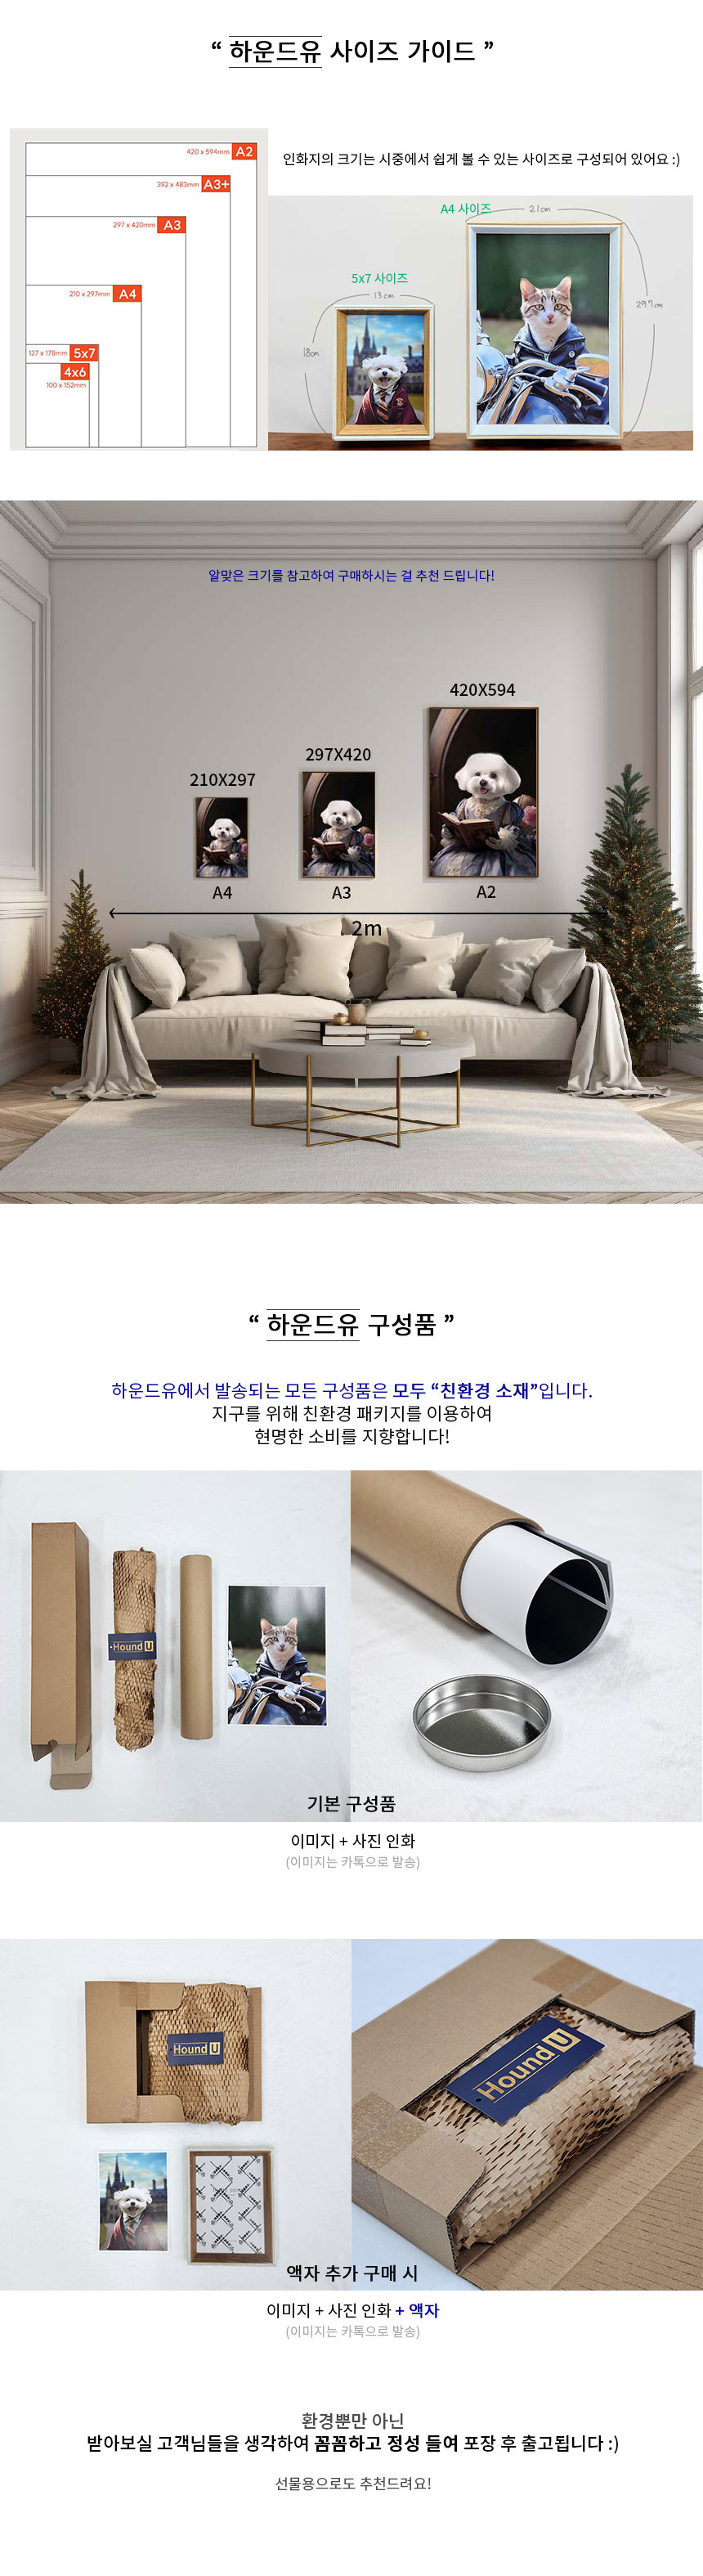 “ 하운드유 사이즈 가이드 ”
420 x 594mm A2
392 x 483mm A3+
297 x 420mm A3
210 x 297mm A4
127 x 178mm 5x7
4x6
100 x 152mm
인화지의 크기는 시중에서 쉽게 볼 수 있는 사이즈로 구성되어 있어요 :)
A4 사이즈
21cm
29.7cm
5x7 사이즈
13cm
18cm
알맞은 크기를 참고하여 구매하시는 걸 추천 드립니다!
420X594
297X420
210X297
A4
A3
A2
2m
“ 하운드유 구성품 ”
하운드유에서 발송되는 모든 구성품은 모두 “친환경 소재”입니다.
지구를 위해 친환경 패키지를 이용하여
현명한 소비를 지향합니다!
HoundU
기본 구성품
이미지 + 사진 인화
(이미지는 카톡으로 발송)
HoundU
HoundU
액자 추가 구매 시
이미지 + 사진 인화 + 액자
(이미지는 카톡으로 발송)
환경뿐만 아닌
받아보실 고객님들을 생각하여 꼼꼼하고 정성 들여 포장 후 출고됩니다 :)
선물용으로도 추천드려요!